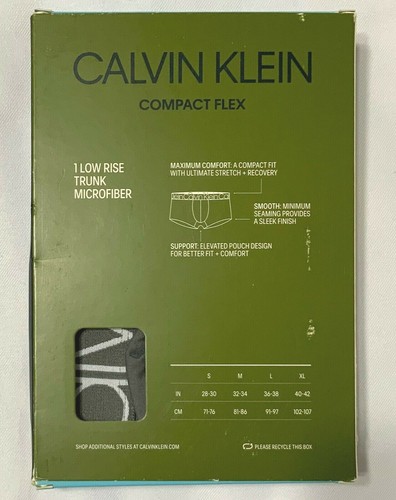 CALVIN KLEIN
COMPACT FLEX
1 LOW RISE
TRUNK
MICROFIBER
MAXIMUM COMFORT: A COMPACT FIT
WITH ULTIMATE STRETCH + RECOVERY
Calvin Klein
SMOOTH: MINIMUM
SEAMING PROVIDES
A SLEEK FINISH
SUPPORT: ELEVATED POUCH DESIGN
FOR BETTER FIT + COMFORT
S M L XL
IN 28-30 32-34 36-38 40-42
CM 71-76 81-86 91-97 102-107
SHOP ADDITIONAL STYLES AT CALVINKLEIN.COM
PLEASE RECYCLE THIS BOX